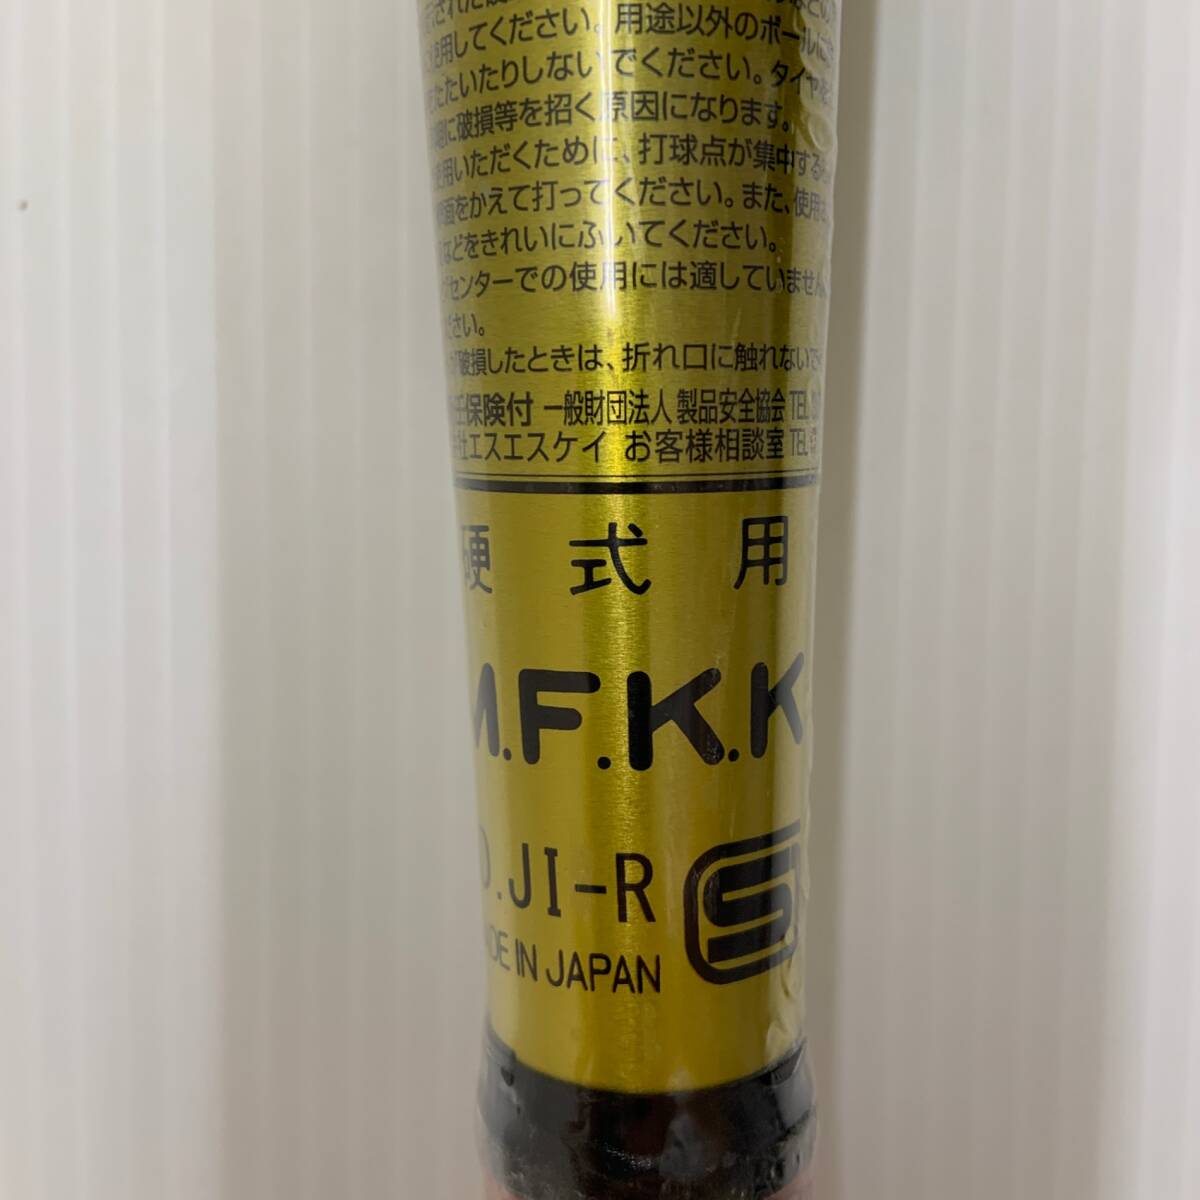 使用してください。用途以外のボールに
たたいたりしないでください。タイヤを
に破損等を招く原因になります。
使用いただくために、打球点が集中する
面をかえて打ってください。また、使用
などをきれいにふいてください。
センターでの使用には適していません
ださい。
破損したときは、折れ口に触れないで
任保険付 一般財団法人 製品安全協会 TEL
社エスエスケイ お客様相談室 TEL
硬式用
M.F.K.K
.JI-R
S
ADE IN JAPAN